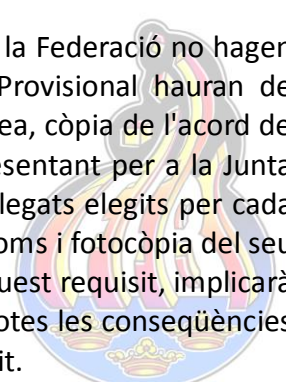 la Federació no hagen
Provisional hauran de
ea, còpia de l'acord de
esentant per a la Junta
legats elegits per cada
oms i fotocòpia del seu
uest requisit, implicarà
otes les conseqüències
it.